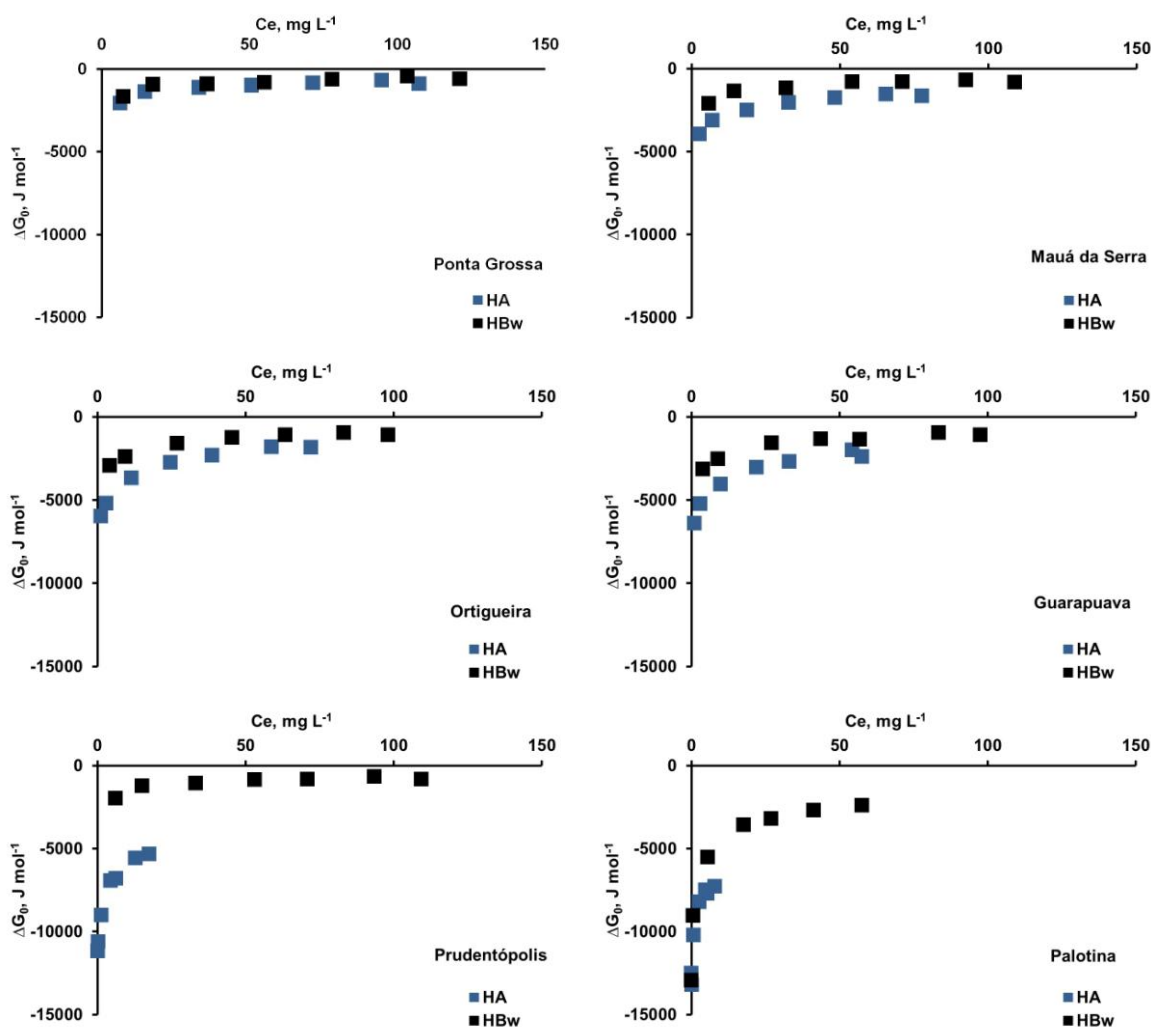 Ce, mg L⁻¹
0 50 100 150
0
-5000
-10000
-15000
ΔG₀, J mol⁻¹
Ponta Grossa
HA
HBw
Ce, mg L⁻¹
0 50 100 150
0
-5000
-10000
-15000
ΔG₀, J mol⁻¹
Mauá da Serra
HA
HBw
Ce, mg L⁻¹
0 50 100 150
0
-5000
-10000
-15000
ΔG₀, J mol⁻¹
Ortigueira
HA
HBw
Ce, mg L⁻¹
0 50 100 150
0
-5000
-10000
-15000
ΔG₀, J mol⁻¹
Guarapuava
HA
HBw
Ce, mg L⁻¹
0 50 100 150
0
-5000
-10000
-15000
ΔG₀, J mol⁻¹
Prudentópolis
HA
HBw
Ce, mg L⁻¹
0 50 100 150
0
-5000
-10000
-15000
ΔG₀, J mol⁻¹
Palotina
HA
HBw